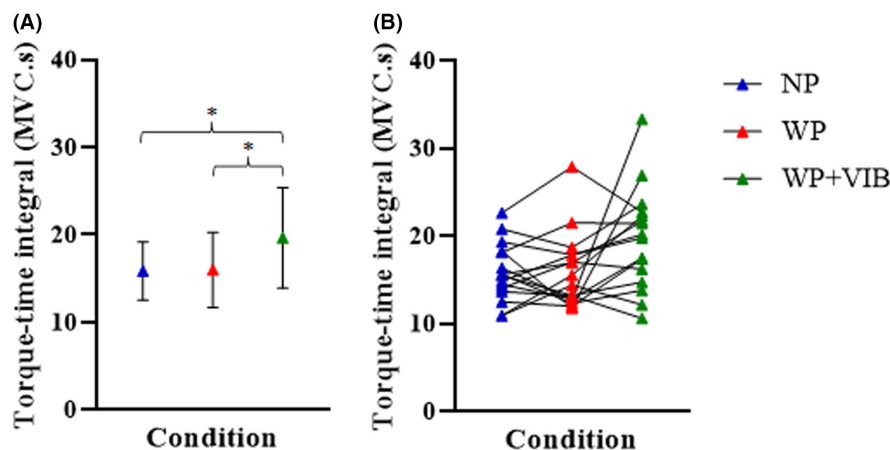 (A)
Torque-time integral (MVC.s)
40
30
20
10
0
*
*
Condition
(B)
Torque-time integral (MVC.s)
40
30
20
10
0
Condition
NP
WP
WP+VIB